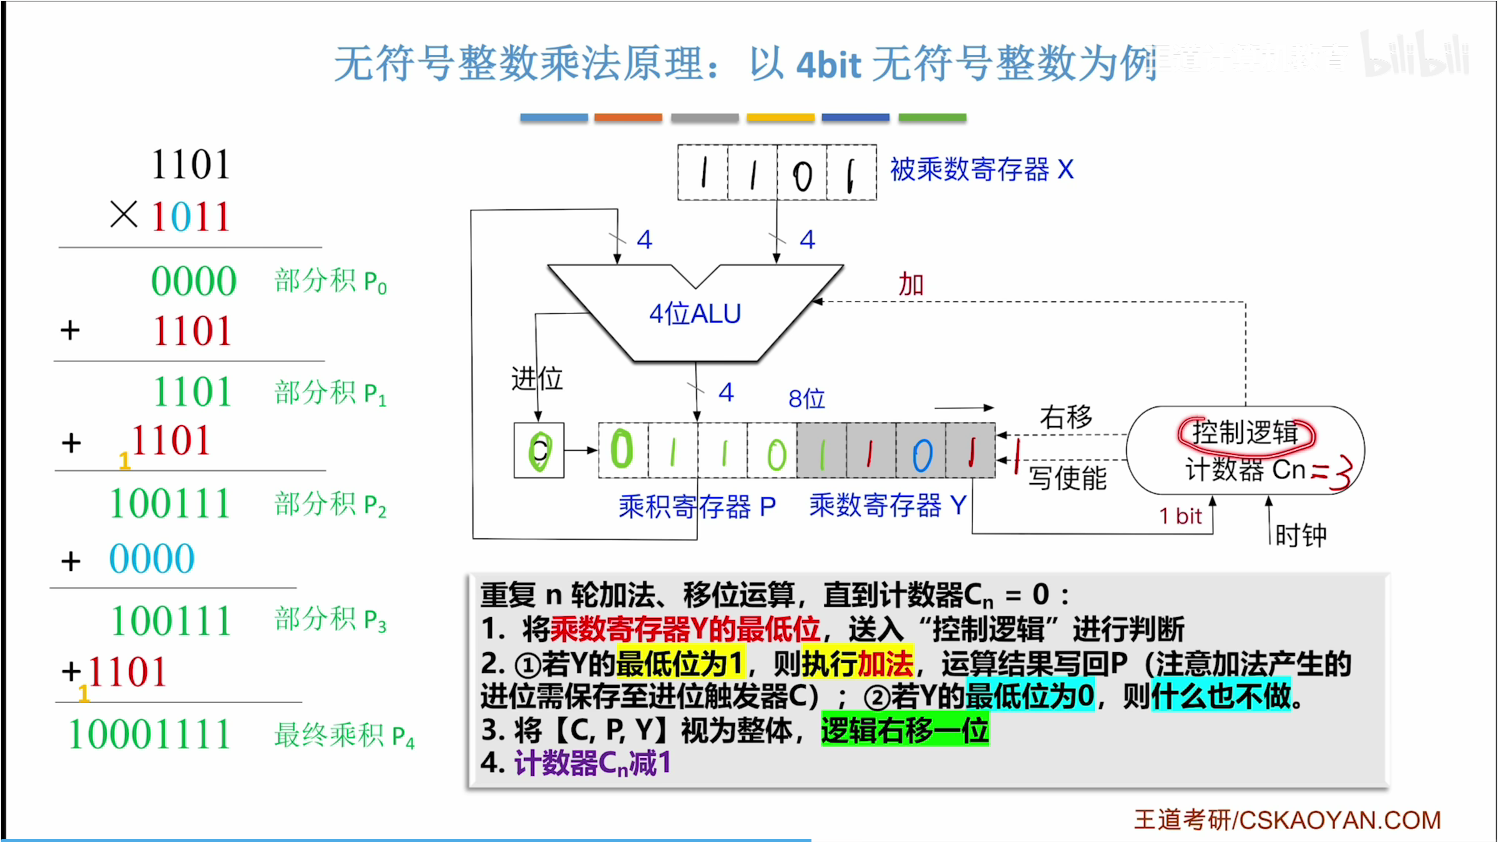 无符号整数乘法原理：以 4bit 无符号整数为例
bilibili
1101
×1011
0000 部分积 P0
+ 1101
1101 部分积 P1
+ 1101
1
100111 部分积 P2
+ 0000
100111 部分积 P3
+1101
1
10001111 最终乘积 P4
1 1 0 1 被乘数寄存器 X
4 4
加
4位ALU
进位
4 8位
右移
控制逻辑
C 0 0 1 1 0 1 1 0 1 1
写使能
计数器 Cn =3
乘积寄存器 P 乘数寄存器 Y
1 bit
时钟
重复 n 轮加法、移位运算，直到计数器Cn = 0：
1. 将乘数寄存器Y的最低位，送入“控制逻辑”进行判断
2. ①若Y的最低位为1，则执行加法，运算结果写回P（注意加法产生的
进位需保存至进位触发器C）；②若Y的最低位为0，则什么也不做。
3. 将【C, P, Y】视为整体，逻辑右移一位
4. 计数器Cn减1
王道考研/CSKAOYAN.COM